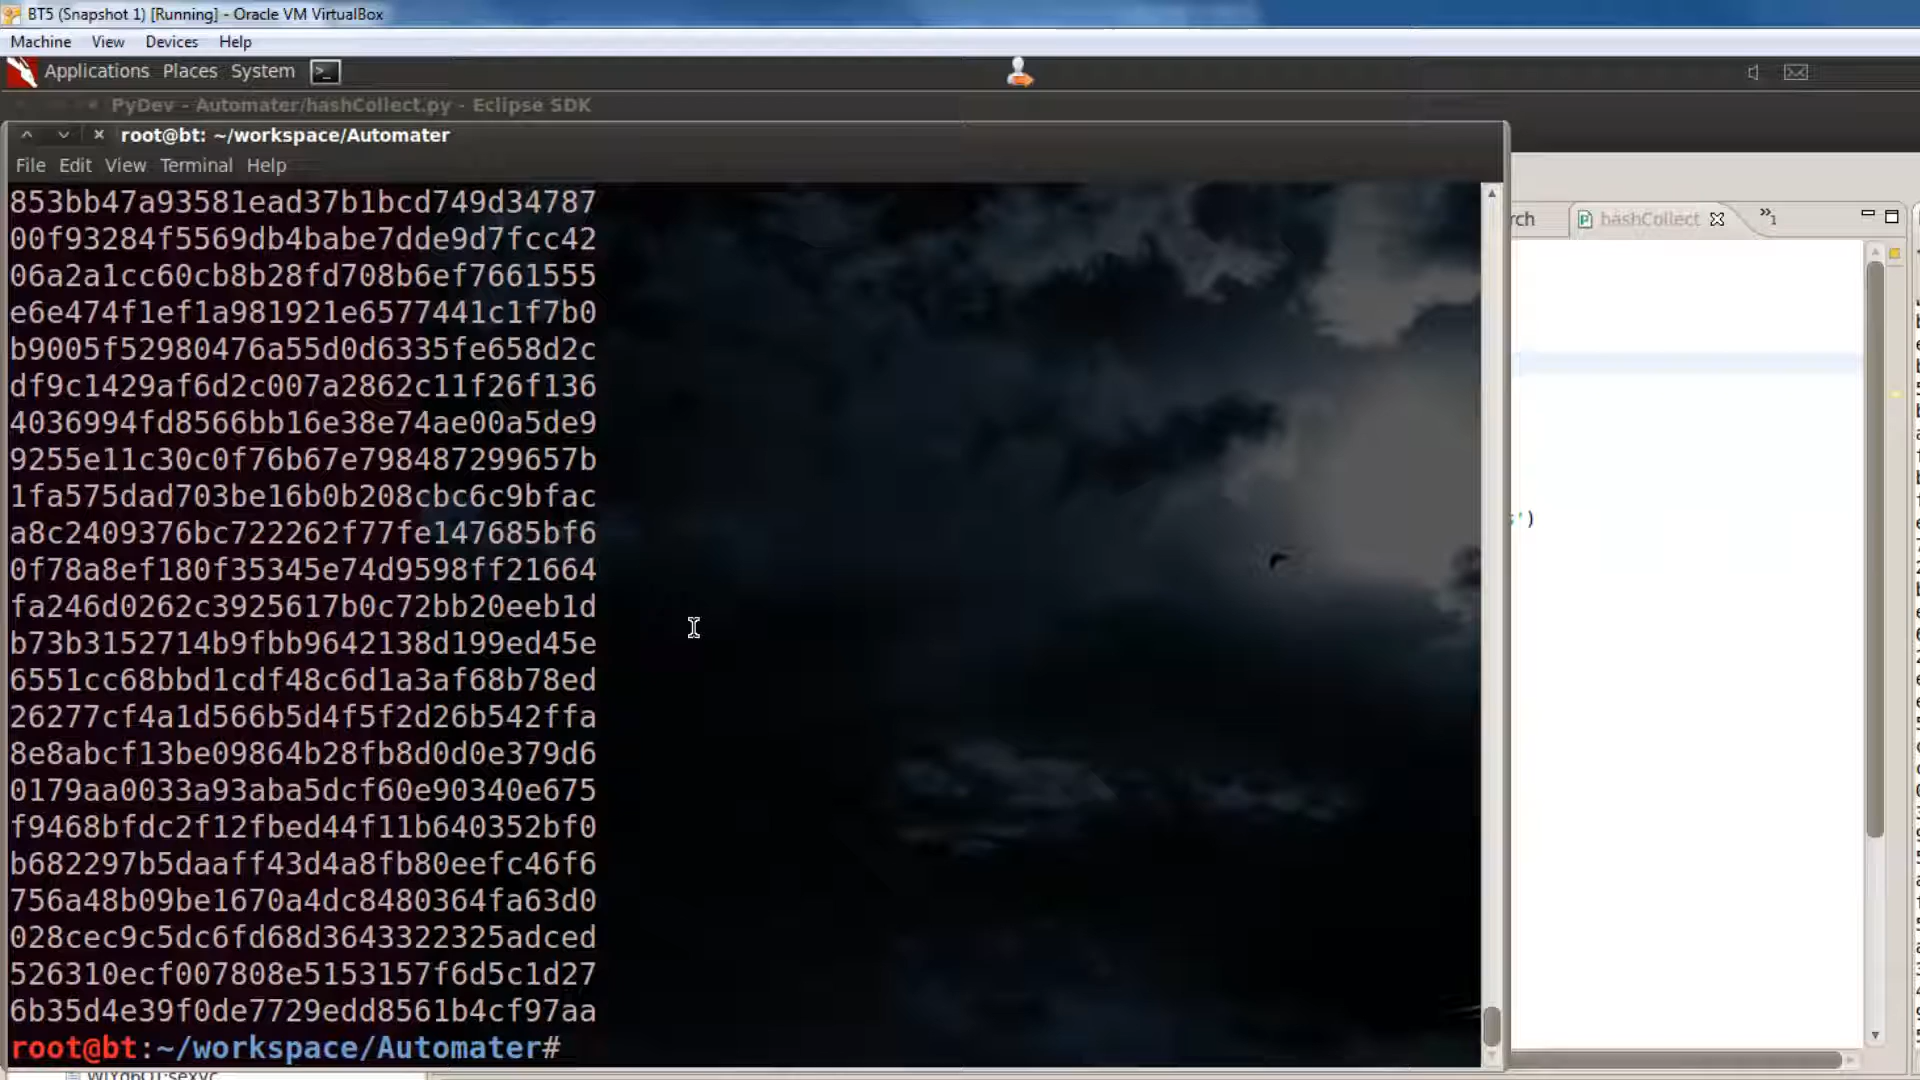 BT5 (Snapshot 1) [Running] - Oracle VM VirtualBox
Machine View Devices Help
Applications Places System
PyDev - Automater/hashCollect.py - Eclipse SDK
root@bt: ~/workspace/Automater
File Edit View Terminal Help
853bb47a93581ead37b1bcd749d34787
00f93284f5569db4babe7dde9d7fcc42
06a2a1cc60cb8b28fd708b6ef7661555
e6e474f1ef1a981921e6577441c1f7b0
b9005f52980476a55d0d6335fe658d2c
df9c1429af6d2c007a2862c11f26f136
4036994fd8566bb16e38e74ae00a5de9
9255e11c30c0f76b67e798487299657b
1fa575dad703be16b0b208cbc6c9bfac
a8c2409376bc722262f77fe147685bf6
0f78a8ef180f35345e74d9598ff21664
fa246d0262c3925617b0c72bb20eeb1d
b73b3152714b9fbb9642138d199ed45e
6551cc68bbd1cdf48c6d1a3af68b78ed
26277cf4a1d566b5d4f5f2d26b542ffa
8e8abcf13be09864b28fb8d0d0e379d6
0179aa0033a93aba5dcf60e90340e675
f9468bfdc2f12fbed44f11b640352bf0
b682297b5daaff43d4a8fb80eefc46f6
756a48b09be1670a4dc8480364fa63d0
028cec9c5dc6fd68d3643322325adced
526310ecf007808e5153157f6d5c1d27
6b35d4e39f0de7729edd8561b4cf97aa
root@bt:~/workspace/Automater#
rch
hashCollect
»1
')